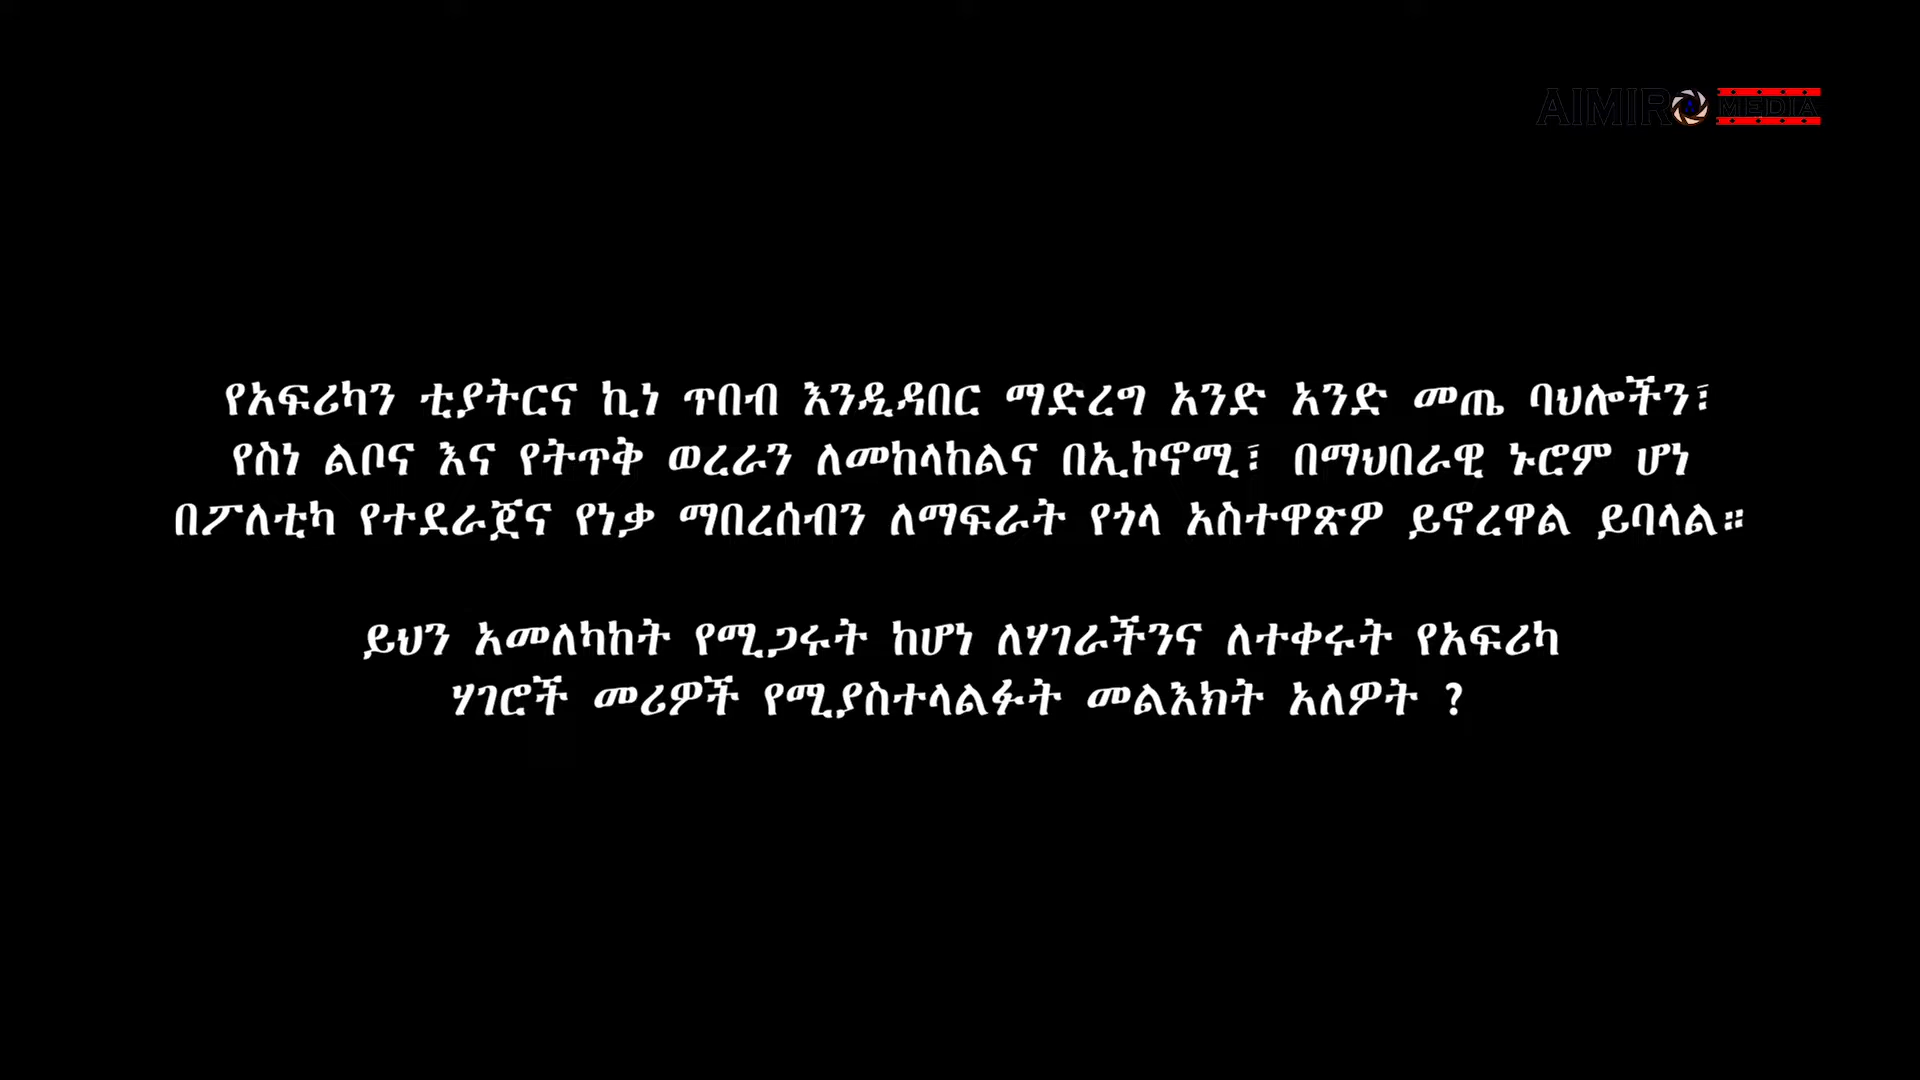 AIMIRO MEDIA
የአፍሪካን ቲያትርና ኪነ ጥበብ እንዲዳበር ማድረግ አንድ አንድ መጤ ባህሎችን፣
የስነ ልቦና እና የትጥቅ ወረራን ለመከላከልና በኢኮኖሚ፣ በማህበራዊ ኑሮም ሆነ
በፖለቲካ የተደራጀና የነቃ ማበረሰብን ለማፍራት የጎላ አስተዋጽዎ ይኖረዋል ይባላል።
ይህን አመለካከት የሚጋሩት ከሆነ ለሃገራችንና ለተቀሩት የአፍሪካ
ሃገሮች መሪዎች የሚያስተላልፉት መልእክት አለዎት ?